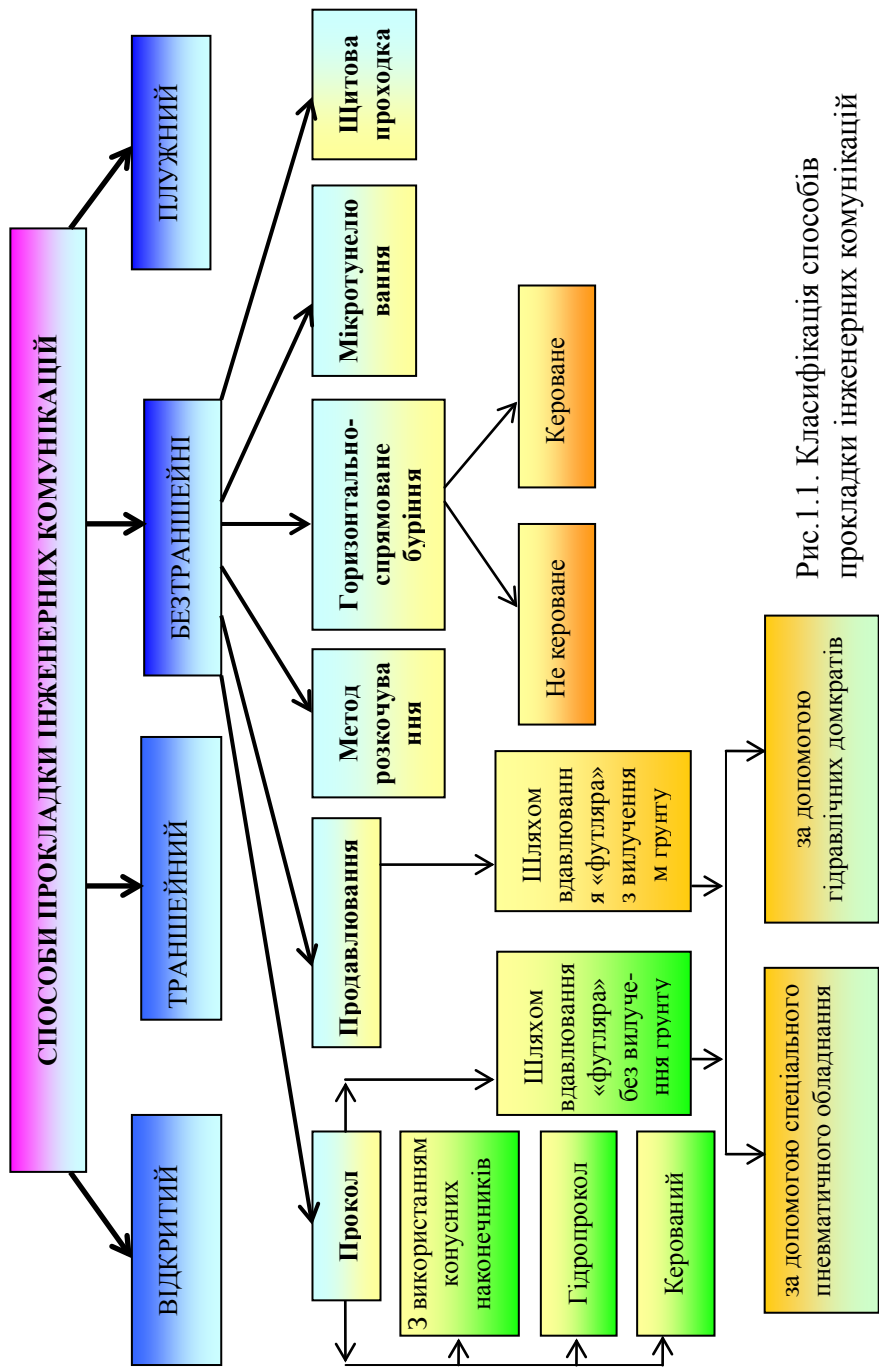 СПОСОБИ ПРОКЛАДКИ ІНЖЕНЕРНИХ КОМУНІКАЦІЙ
ВІДКРИТИЙ
ТРАНШЕЙНИЙ
БЕЗТРАНШЕЙНІ
ПЛУЖНИЙ
Прокол
Продавлювання
Метод
розкочува
ння
Горизонтально-
спрямоване
буріння
Мікротунелю
вання
Щитова
проходка
З використанням
конусних
наконечників
Гідропрокол
Керований
Шляхом
вдавлювання
«футляра»
без вилуче-
ння грунту
Шляхом
вдавлюванн
я «футляра»
з вилучення
м грунту
Не кероване
Кероване
за допомогою спеціального
пневматичного обладнання
за допомогою
гідравлічних домкратів
Рис.1.1. Класифікація способів
прокладки інженерних комунікацій